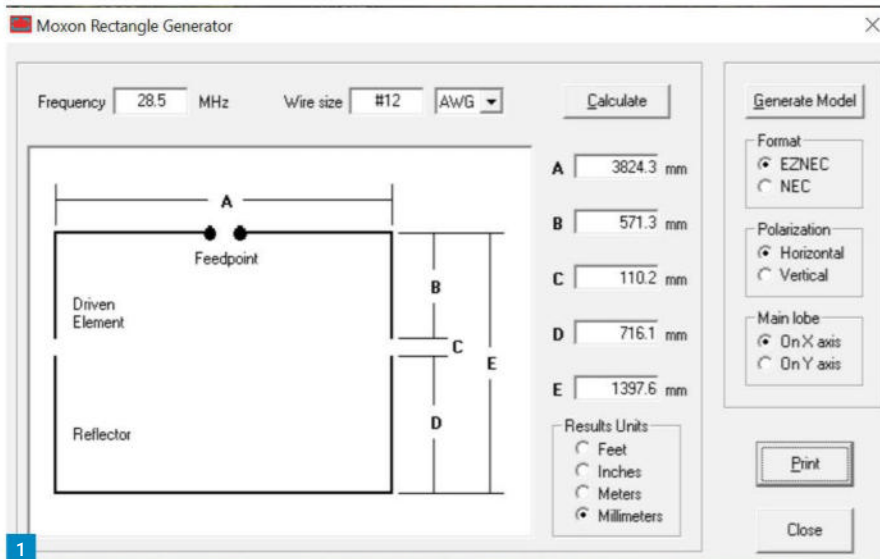 Moxon Rectangle Generator
Frequency 28.5 MHz Wire size #12 AWG Calculate
A
Feedpoint
Driven
Element
B
C
E
D
Reflector
A 3824.3 mm
B 571.3 mm
C 110.2 mm
D 716.1 mm
E 1397.6 mm
Results Units
Feet
Inches
Meters
Millimeters
Generate Model
Format
EZNEC
NEC
Polarization
Horizontal
Vertical
Main lobe
On X axis
On Y axis
Print
Close
1